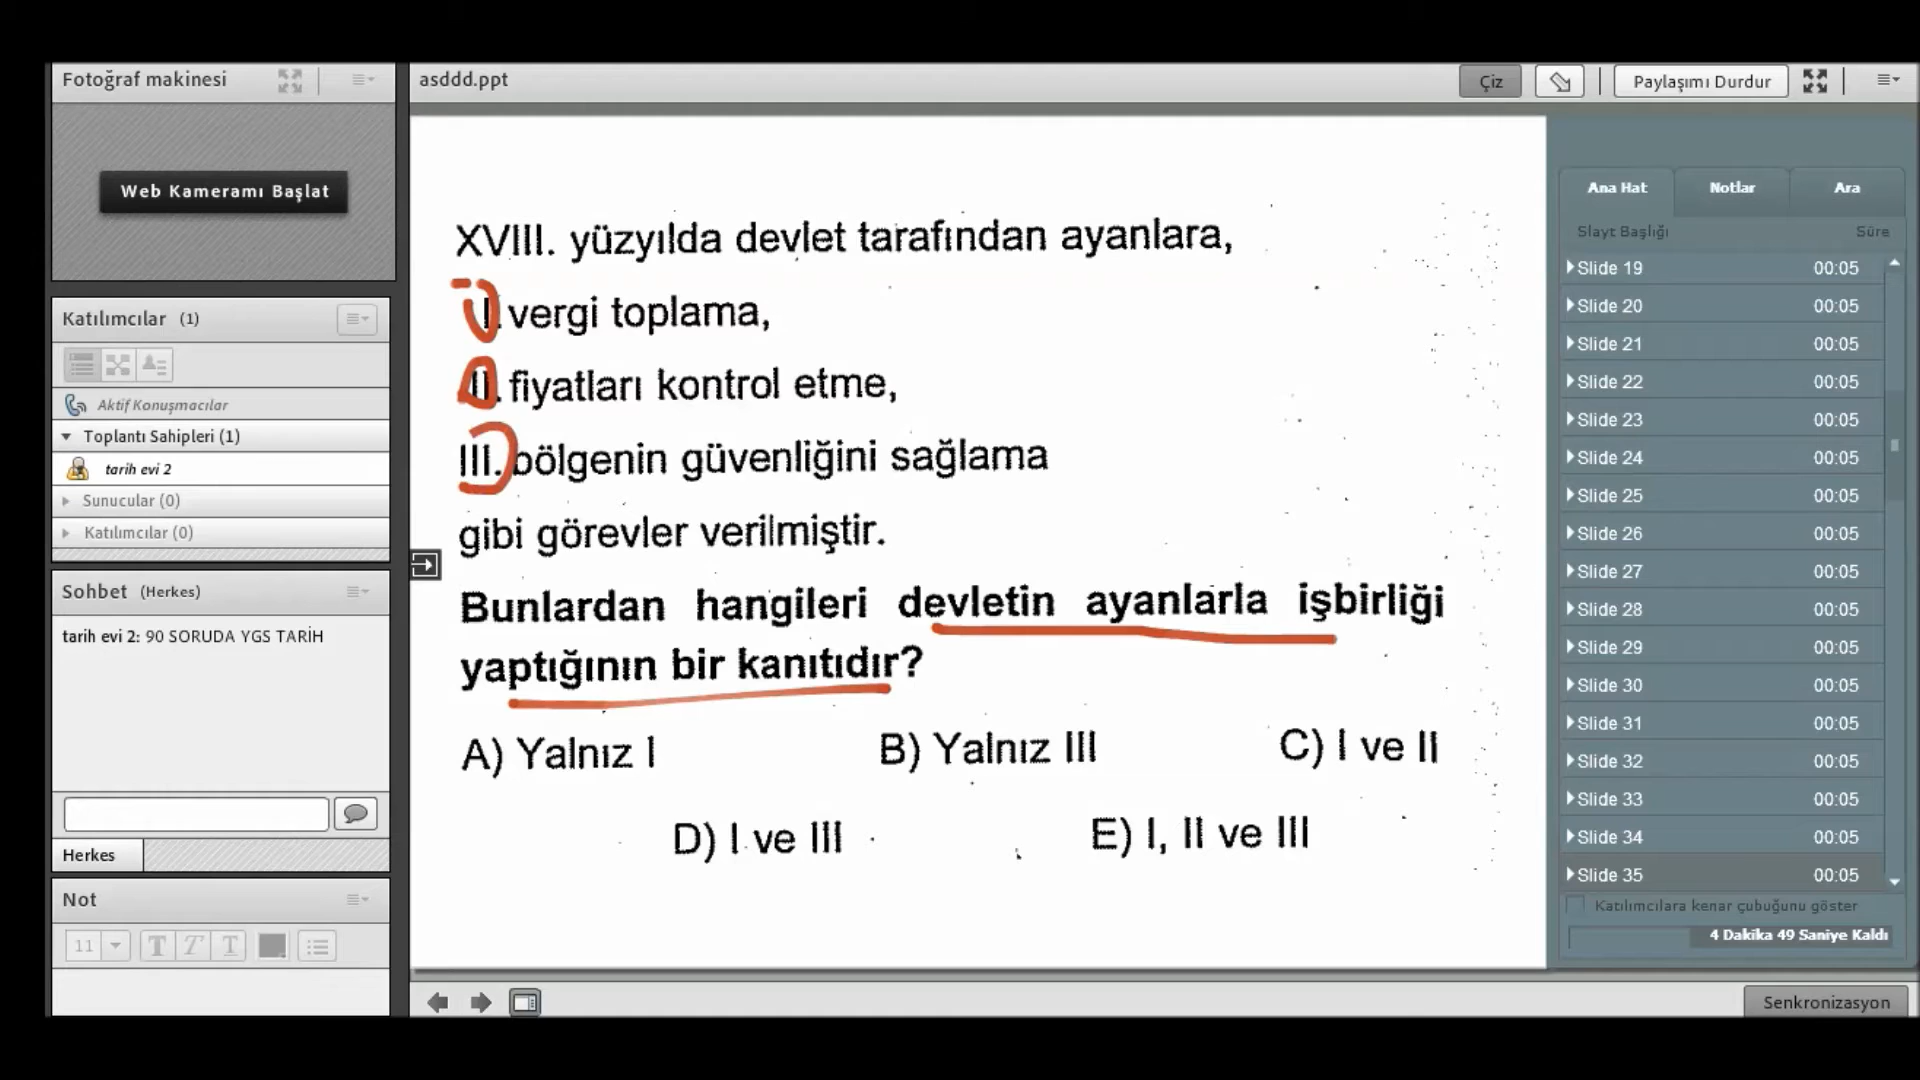 Fotoğraf makinesi
Web Kameramı Başlat
Katılımcılar (1)
Aktif Konuşmacılar
Toplantı Sahipleri (1)
tarih evi 2
Sunucular (0)
Katılımcılar (0)
Sohbet (Herkes)
tarih evi 2: 90 SORUDA YGS TARİH
Herkes
Not
11
T T T
asddd.ppt
Çiz
Paylaşımı Durdur
XVIII. yüzyılda devlet tarafından ayanlara,
I. vergi toplama,
II. fiyatları kontrol etme,
III. bölgenin güvenliğini sağlama
gibi görevler verilmiştir.
Bunlardan hangileri devletin ayanlarla işbirliği
yaptığının bir kanıtıdır?
A) Yalnız I B) Yalnız III C) I ve II
D) I ve III E) I, II ve III
Ana Hat Notlar Ara
Slayt Başlığı Süre
Slide 19 00:05
Slide 20 00:05
Slide 21 00:05
Slide 22 00:05
Slide 23 00:05
Slide 24 00:05
Slide 25 00:05
Slide 26 00:05
Slide 27 00:05
Slide 28 00:05
Slide 29 00:05
Slide 30 00:05
Slide 31 00:05
Slide 32 00:05
Slide 33 00:05
Slide 34 00:05
Slide 35 00:05
Katılımcılara kenar çubuğunu göster
4 Dakika 49 Saniye Kaldı
Senkronizasyon